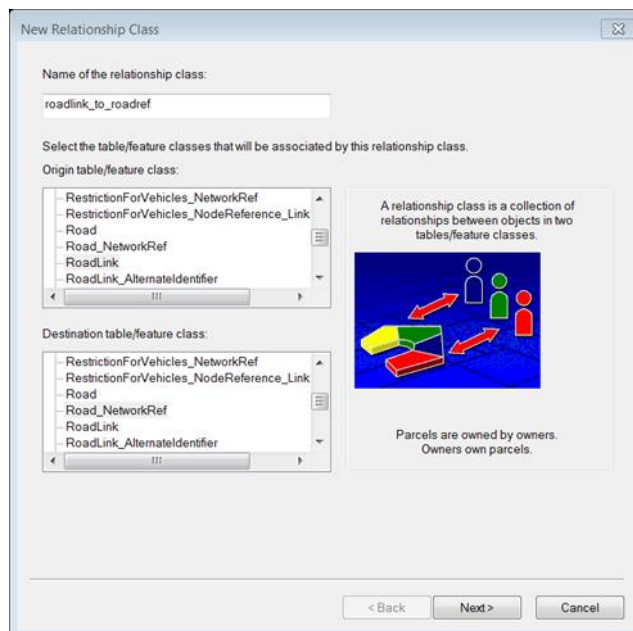 New Relationship Class
Name of the relationship class:
roadlink_to_roadref
Select the table/feature classes that will be associated by this relationship class.
Origin table/feature class:
RestrictionForVehicles_NetworkRef
RestrictionForVehicles_NodeReference_Link
Road
Road_NetworkRef
RoadLink
RoadLink_AlternateIdentifier
A relationship class is a collection of
relationships between objects in two
tables/feature classes.
Destination table/feature class:
RestrictionForVehicles_NetworkRef
RestrictionForVehicles_NodeReference_Link
Road
Road_NetworkRef
RoadLink
RoadLink_AlternateIdentifier
Parcels are owned by owners.
Owners own parcels.
< Back
Next >
Cancel